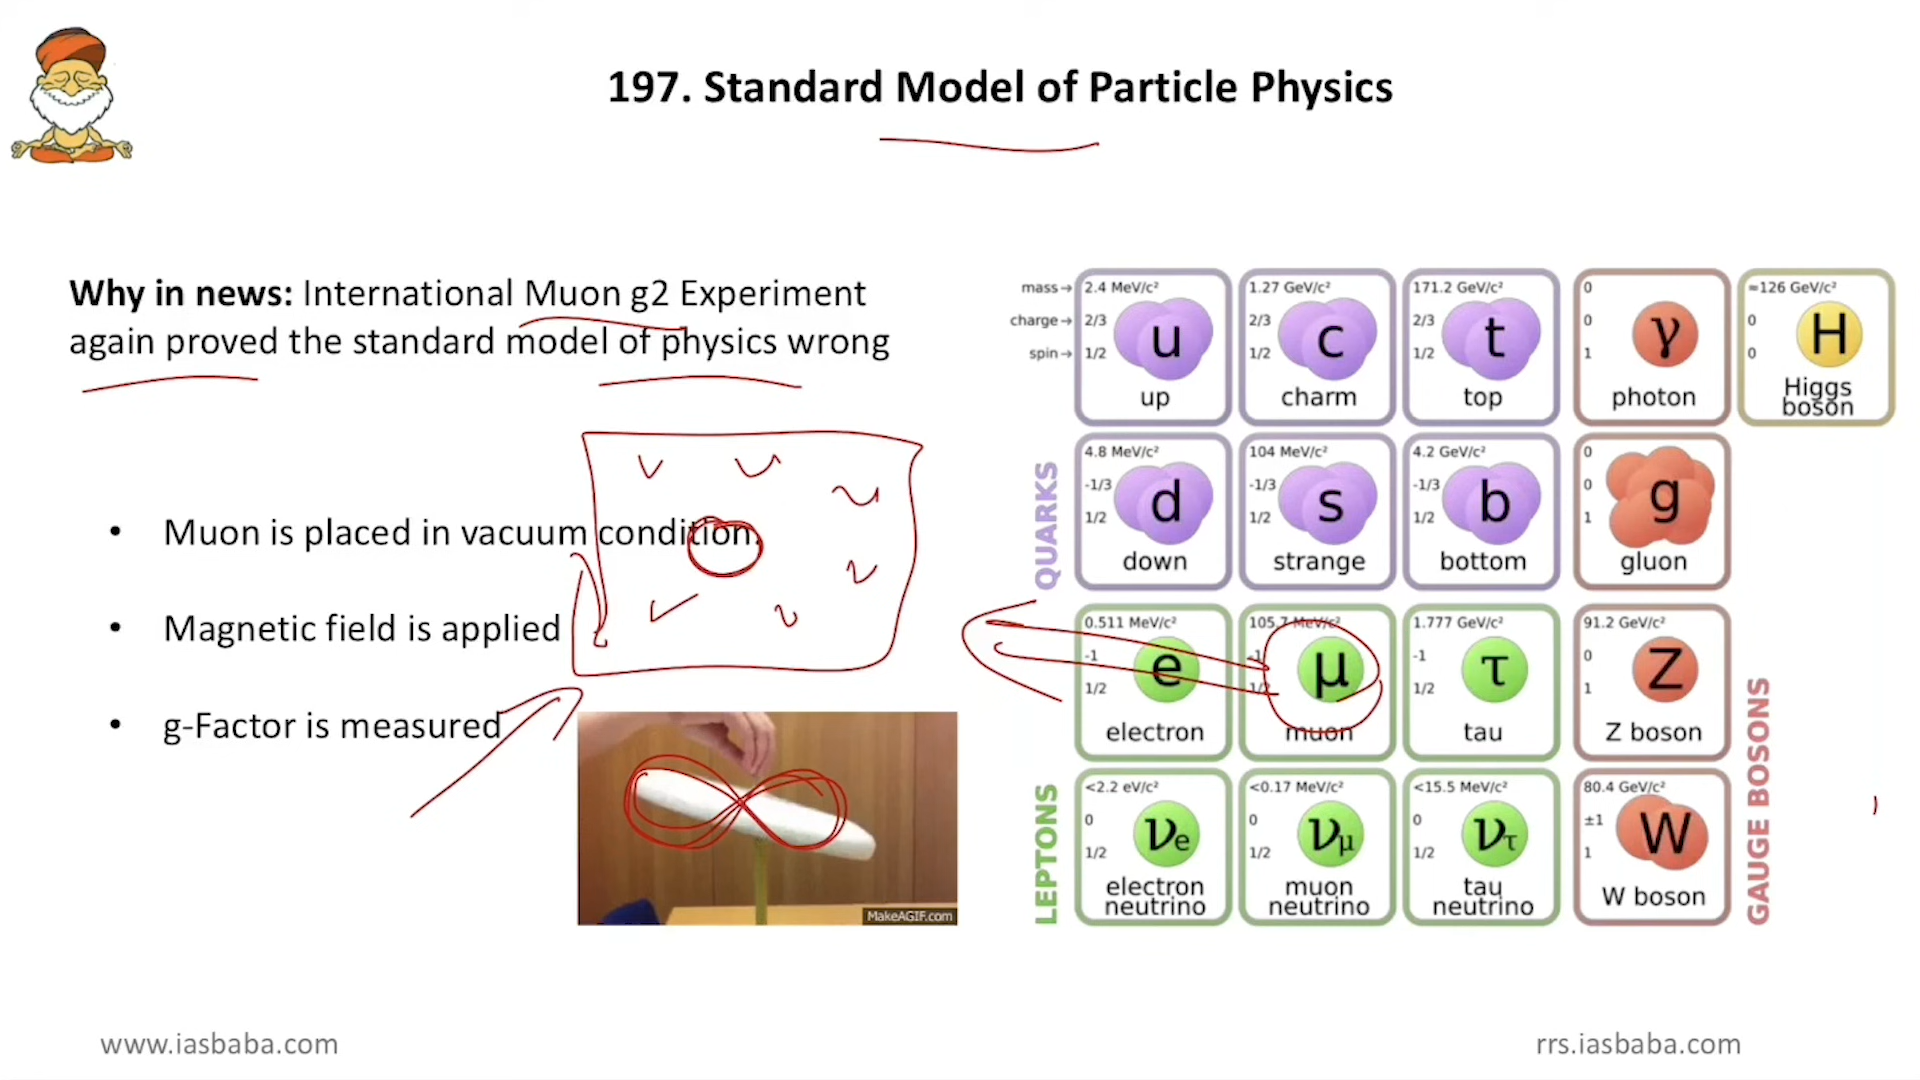 197. Standard Model of Particle Physics
Why in news: International Muon g2 Experiment
again proved the standard model of physics wrong
• Muon is placed in vacuum condition.
• Magnetic field is applied
• g-Factor is measured
MakeAGIF.com
mass→
charge→
spin→
2.4 MeV/c²
2/3
1/2
u
up
1.27 GeV/c²
2/3
1/2
c
charm
171.2 GeV/c²
2/3
1/2
t
top
0
0
1
γ
photon
≈126 GeV/c²
0
0
H
Higgs
boson
QUARKS
4.8 MeV/c²
-1/3
1/2
d
down
104 MeV/c²
-1/3
1/2
s
strange
4.2 GeV/c²
-1/3
1/2
b
bottom
0
0
1
g
gluon
0.511 MeV/c²
-1
1/2
e
electron
105.7 MeV/c²
-1
1/2
μ
muon
1.777 GeV/c²
-1
1/2
τ
tau
91.2 GeV/c²
0
1
Z
Z boson
LEPTONS
<2.2 eV/c²
0
1/2
νe
electron
neutrino
<0.17 MeV/c²
0
1/2
νμ
muon
neutrino
<15.5 MeV/c²
0
1/2
ντ
tau
neutrino
80.4 GeV/c²
±1
1
W
W boson
GAUGE BOSONS
www.iasbaba.com
rrs.iasbaba.com